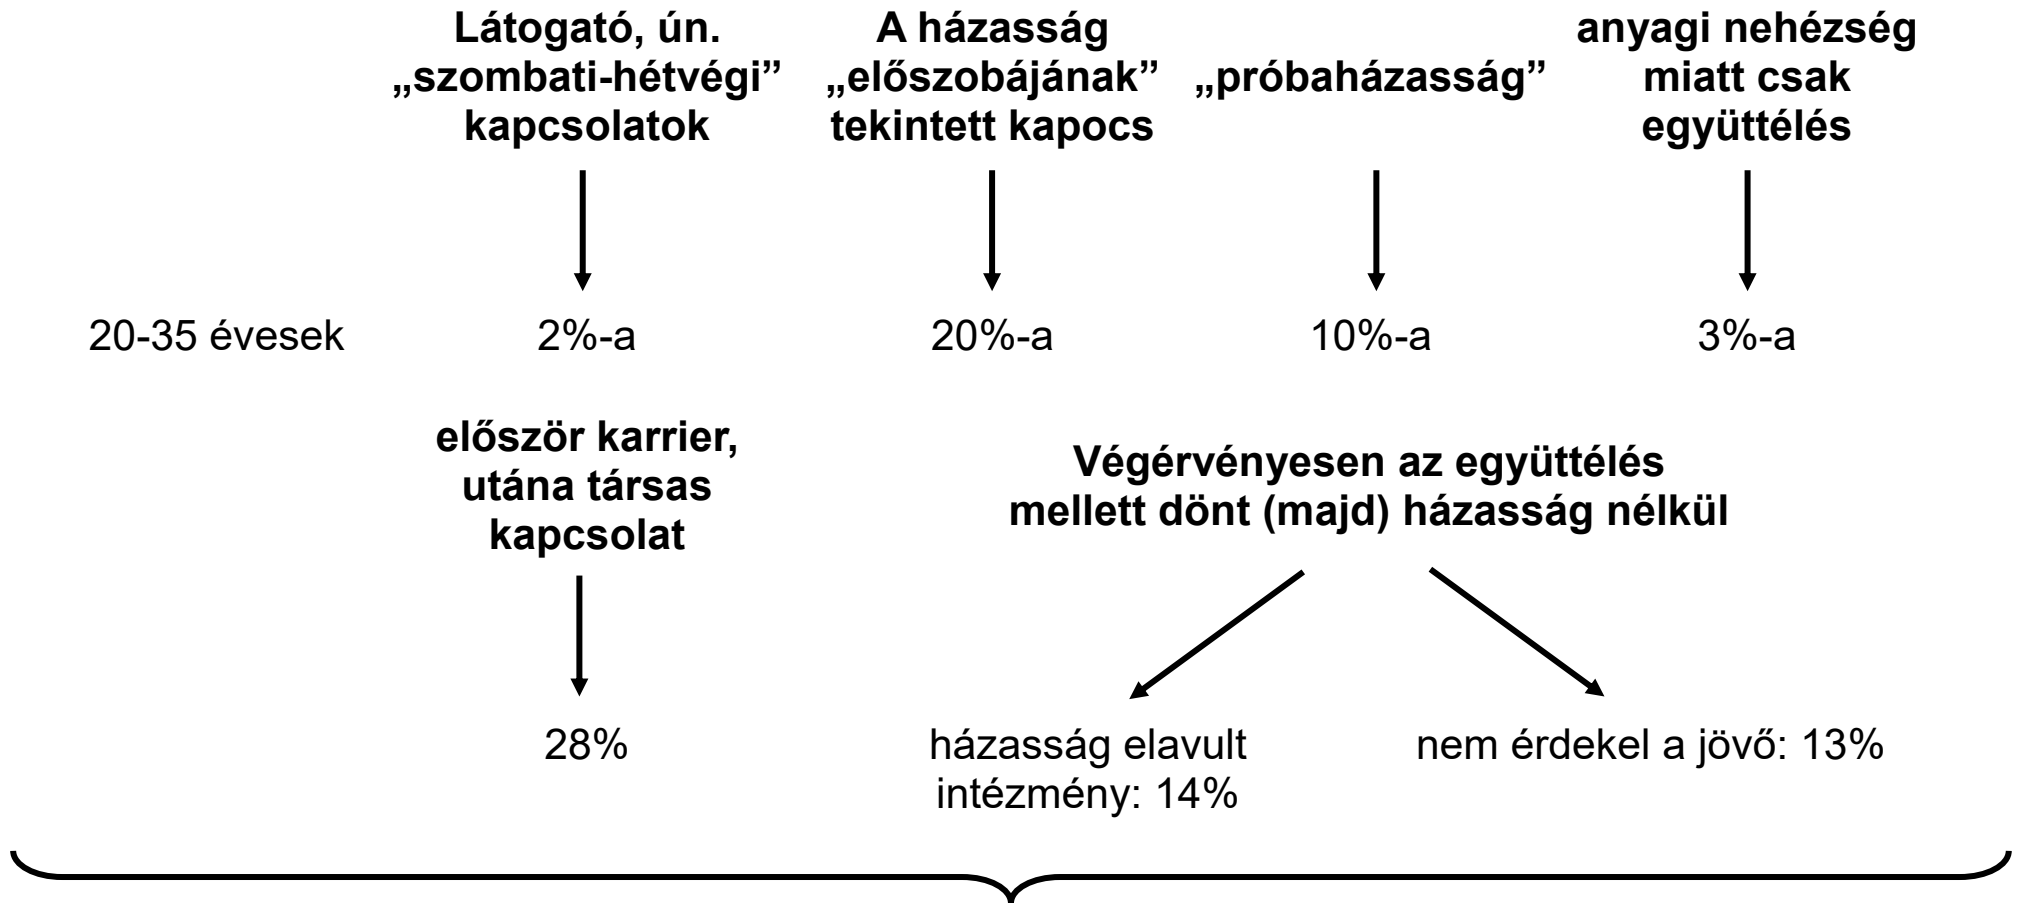 Látogató, ún.
„szombati-hétvégi”
kapcsolatok
A házasság
„előszobájának”
tekintett kapocs
„próbaházasság”
anyagi nehézség
miatt csak
együttélés
20-35 évesek
2%-a
20%-a
10%-a
3%-a
először karrier,
utána társas
kapcsolat
Végérvényesen az együttélés
mellett dönt (majd) házasság nélkül
28%
házasság elavult
intézmény: 14%
nem érdekel a jövő: 13%